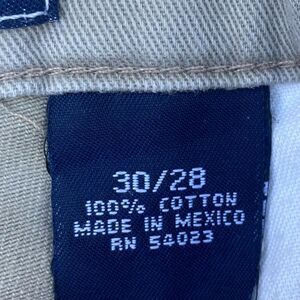 30/28
100% COTTON
MADE IN MEXICO
RN 54023